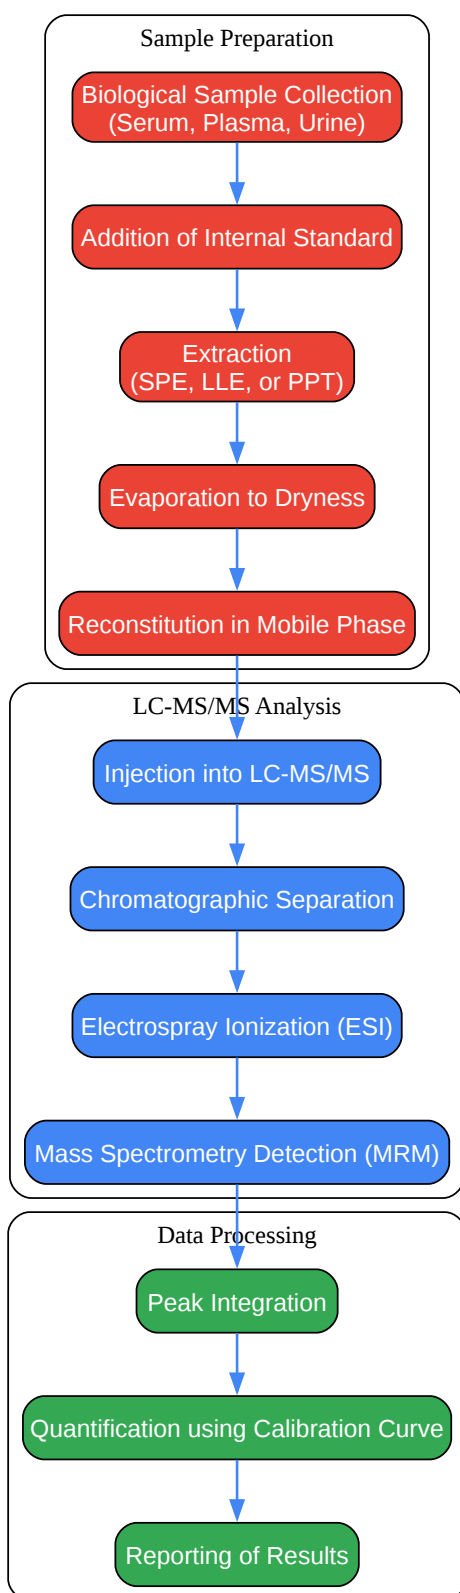 Sample Preparation
Biological Sample Collection
(Serum, Plasma, Urine)
Addition of Internal Standard
Extraction
(SPE, LLE, or PPT)
Evaporation to Dryness
Reconstitution in Mobile Phase
LC-MS/MS Analysis
Injection into LC-MS/MS
Chromatographic Separation
Electrospray Ionization (ESI)
Mass Spectrometry Detection (MRM)
Data Processing
Peak Integration
Quantification using Calibration Curve
Reporting of Results